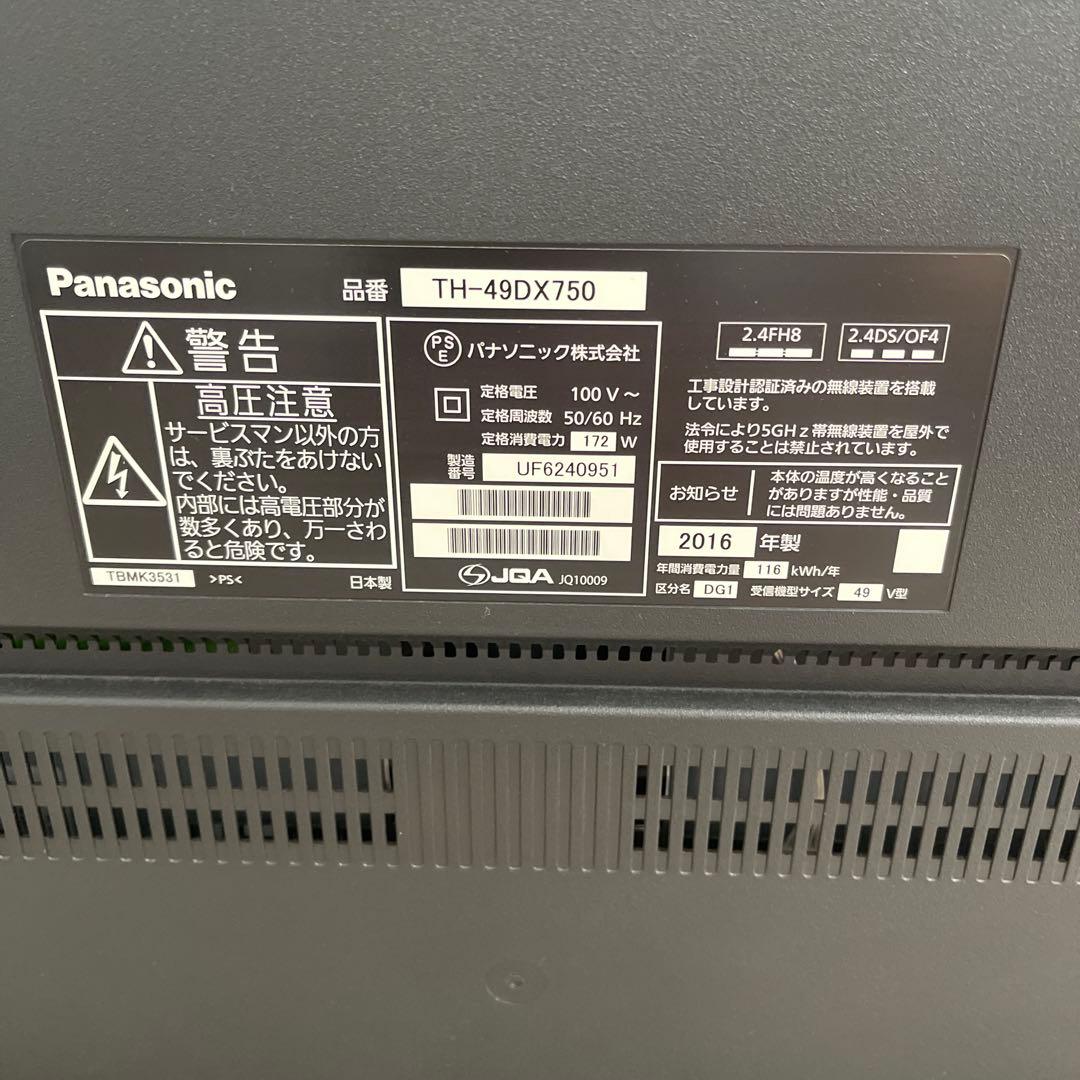 Panasonic
品番 TH-49DX750
警告
高圧注意
サービスマン以外の方
は、裏ぶたをあけない
でください。
内部には高電圧部分が
数多くあり、万一さわ
ると危険です。
TBMK3531 >PS< 日本製
PSE パナソニック株式会社
定格電圧 100 V ～
定格周波数 50/60 Hz
定格消費電力 172 W
製造番号 UF6240951
JQA JQ10009
2.4FH8 2.4DS/OF4
工事設計認証済みの無線装置を搭載
しています。
法令により5GHz帯無線装置を屋外で
使用することは禁止されています。
お知らせ
本体の温度が高くなること
がありますが性能・品質
には問題ありません。
2016 年製
年間消費電力量 116 kWh/年
区分名 DG1 受信機型サイズ 49 V型